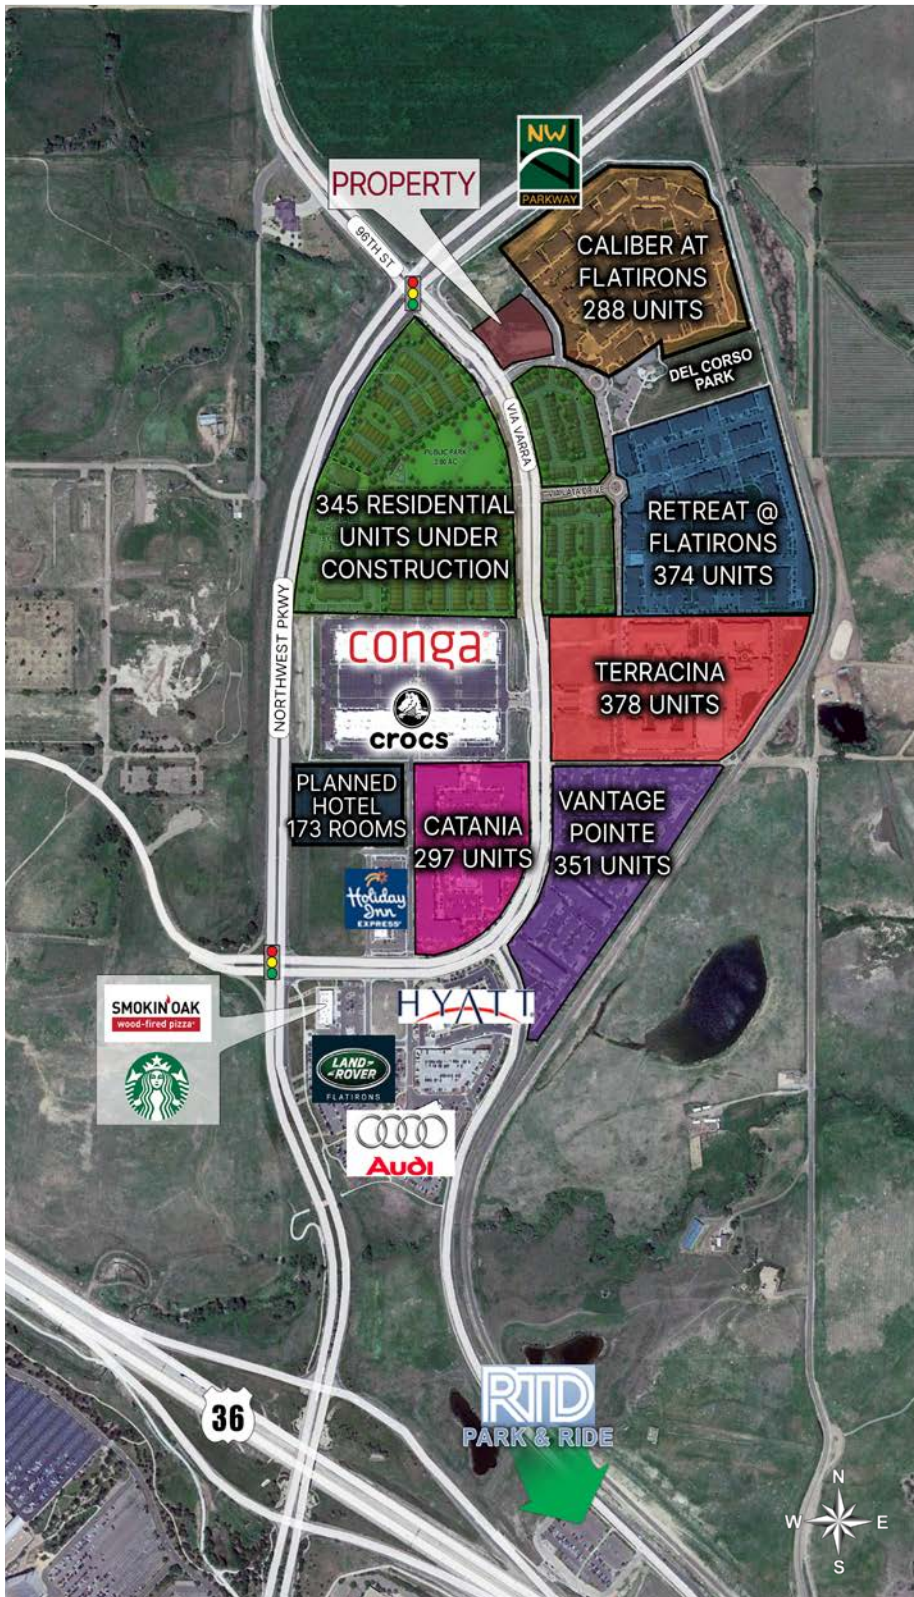 NW
PARKWAY
PROPERTY
96TH ST
CALIBER AT
FLATIRONS
288 UNITS
DEL CORSO
PARK
VIA VARRA
PUBLIC PARK
345 RESIDENTIAL
UNITS UNDER
CONSTRUCTION
RETREAT @
FLATIRONS
374 UNITS
NORTHWEST PKWY
conga
crocs
TERRACINA
378 UNITS
PLANNED
HOTEL
173 ROOMS
CATANIA
297 UNITS
VANTAGE
POINTE
351 UNITS
Holiday
Inn
EXPRESS
SMOKIN OAK
wood-fired pizza
HYATT
LAND-
-ROVER
FLATIRONS
Audi
36
RTD
PARK & RIDE
N
W E
S